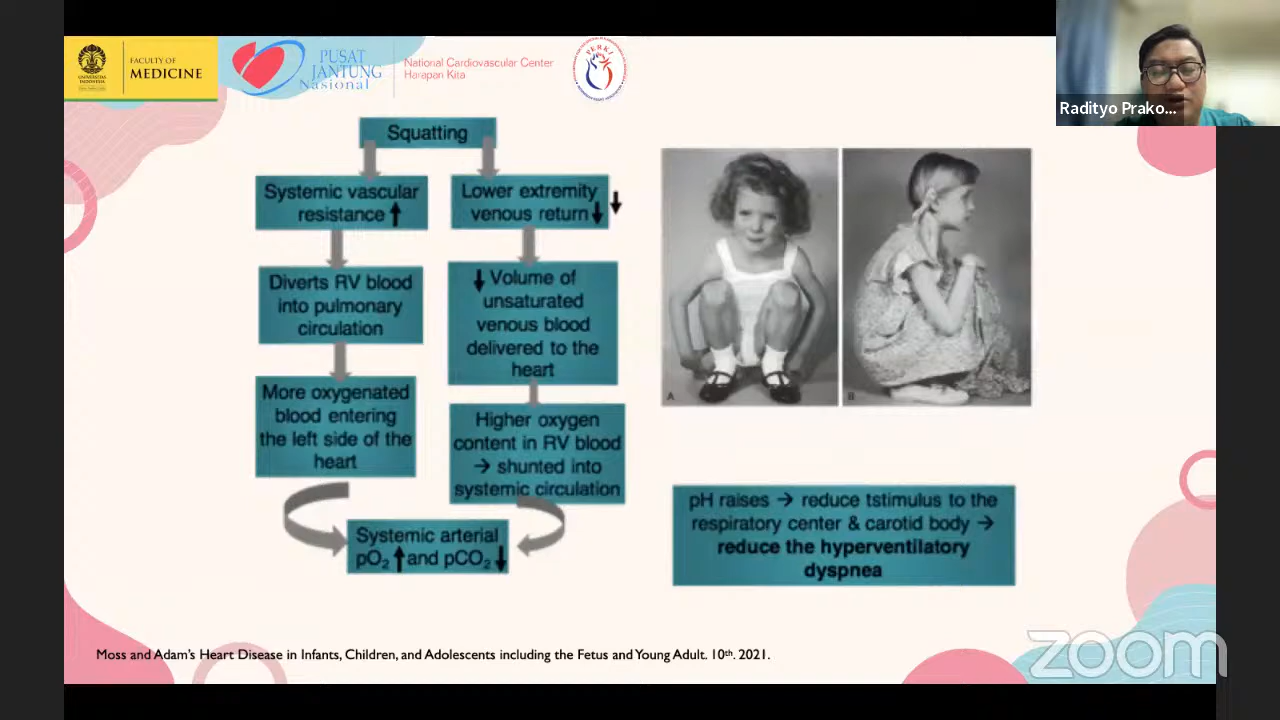 FACULTY OF
MEDICINE
UNIVERSITAS
INDONESIA
PUSAT
JANTUNG
Nasional
National Cardiovascular Center
Harapan Kita
PERKI
Radityo Prako...
Squatting
Systemic vascular
resistance ↑
Diverts RV blood
into pulmonary
circulation
More oxygenated
blood entering
the left side of the
heart
Lower extremity
venous return ↓ ↓
↓ Volume of
unsaturated
venous blood
delivered to the
heart
Higher oxygen
content in RV blood
→ shunted into
systemic circulation
Systemic arterial
pO₂ ↑ and pCO₂ ↓
A
B
pH raises → reduce tstimulus to the
respiratory center & carotid body →
reduce the hyperventilatory
dyspnea
Moss and Adam's Heart Disease in Infants, Children, and Adolescents including the Fetus and Young Adult. 10th. 2021.
zoom